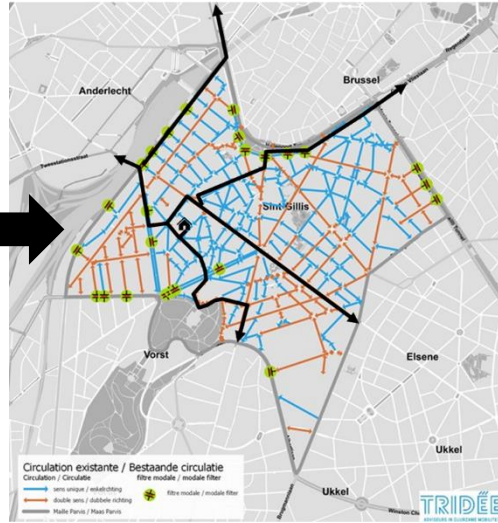 Anderlecht
Brussel
Sint Gillis
Vorst
Elsene
Ukkel
Ukkel
Circulation existante / Bestaande circulatie
Circulation / Circulatie
filtre modale / modale filter
sens unique / enkelrichting
double sens / dubbele richting
Maille Parvis / Maas Parvis
filtre modale / modale filter
TRIDÉE